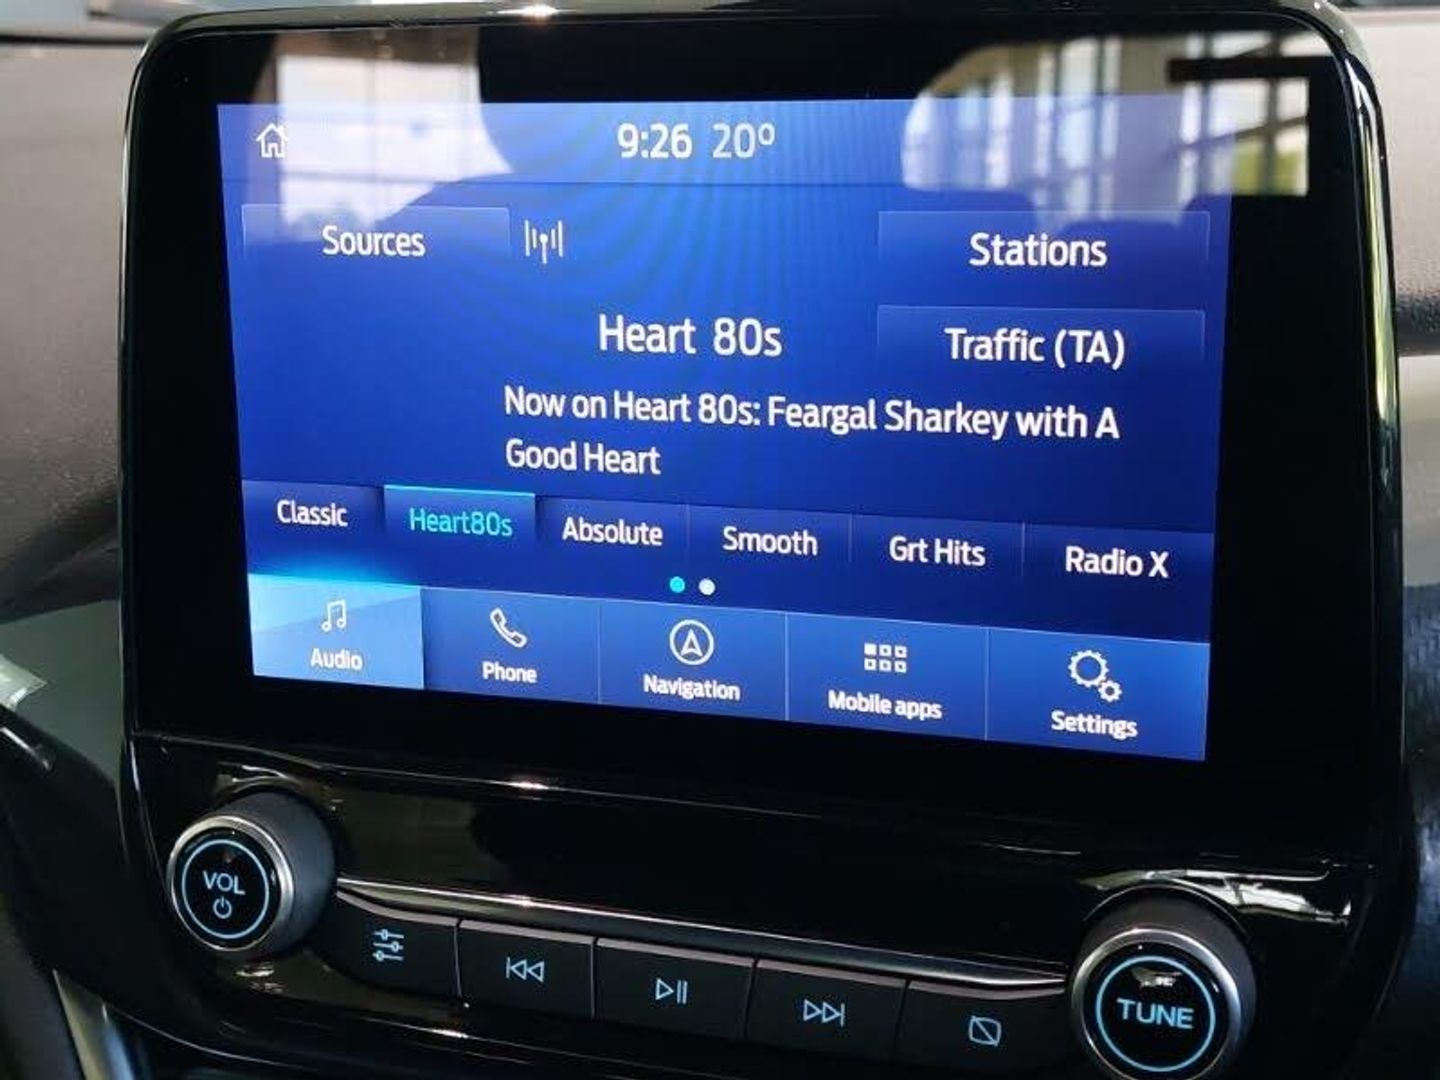 9:26 20°
Sources
Stations
Heart 80s
Traffic (TA)
Now on Heart 80s: Feargal Sharkey with A
Good Heart
Classic
Heart80s
Absolute
Smooth
Grt Hits
Radio X
Audio
Phone
Navigation
Mobile apps
Settings
VOL
TUNE